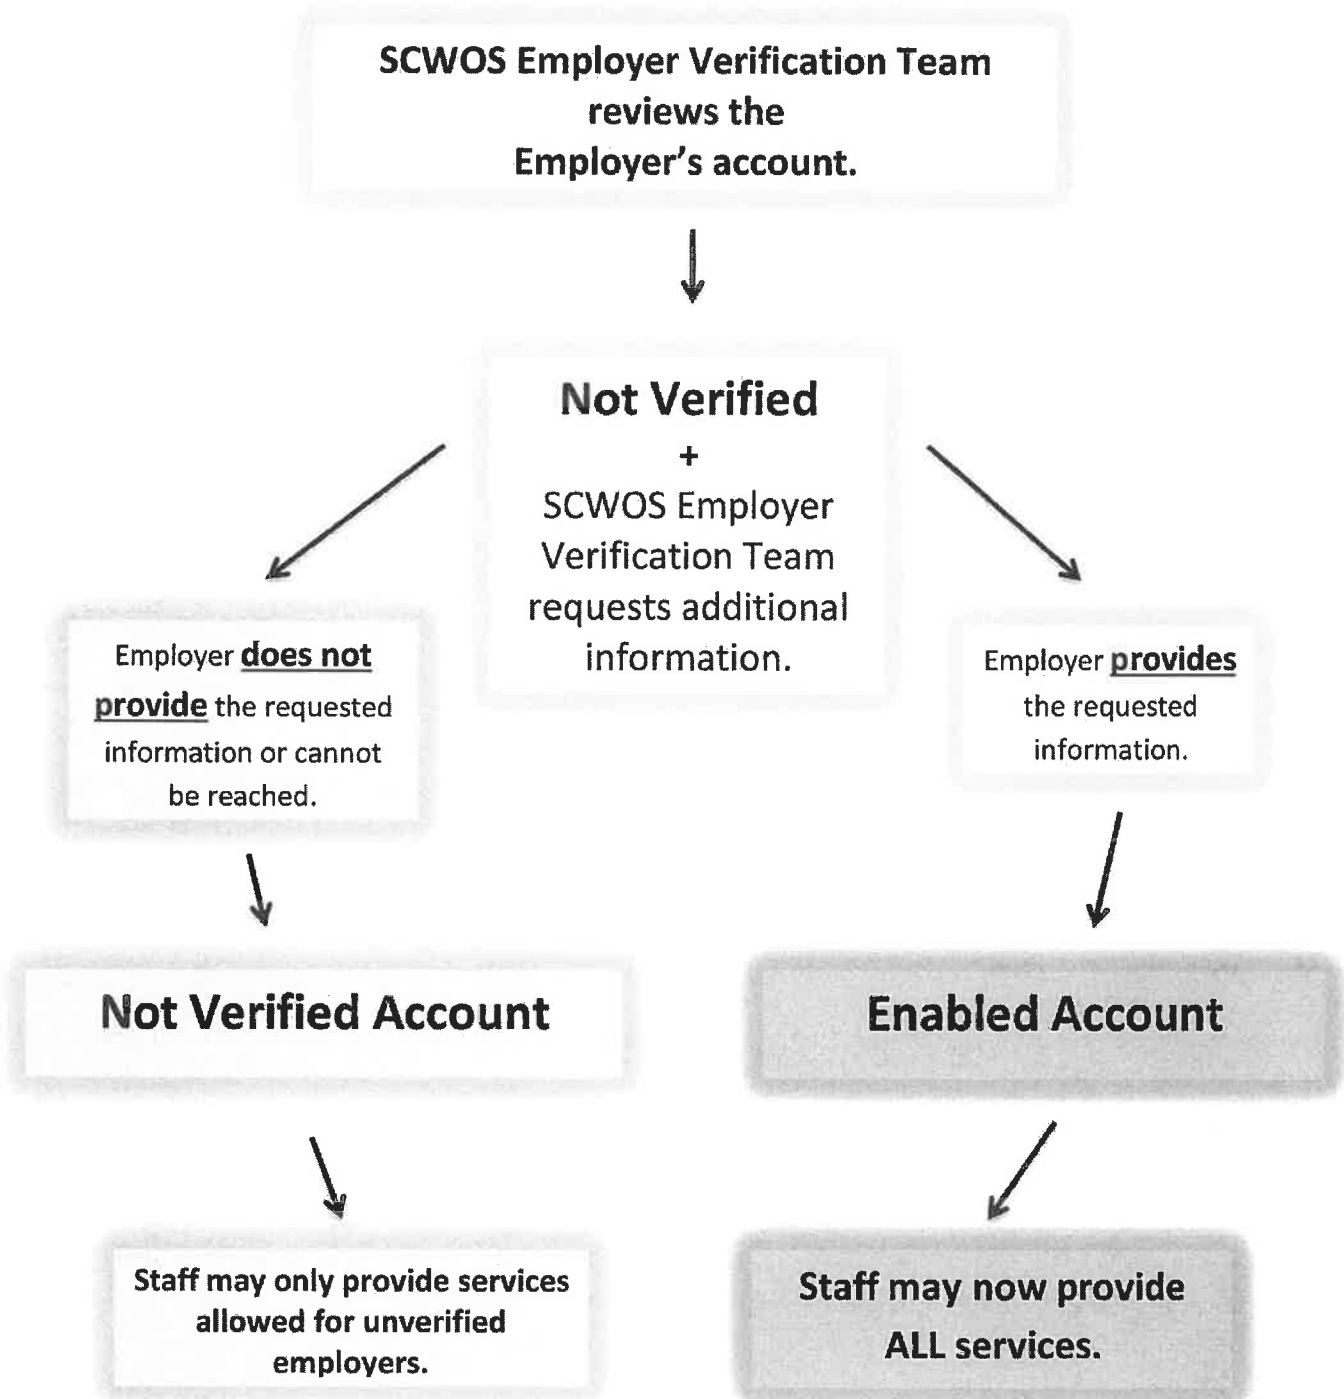 SCWOS Employer Verification Team
reviews the
Employer's account.
Not Verified
+
SCWOS Employer
Verification Team
requests additional
information.
Employer does not
provide the requested
information or cannot
be reached.
Employer provides
the requested
information.
Not Verified Account
Enabled Account
Staff may only provide services
allowed for unverified
employers.
Staff may now provide
ALL services.